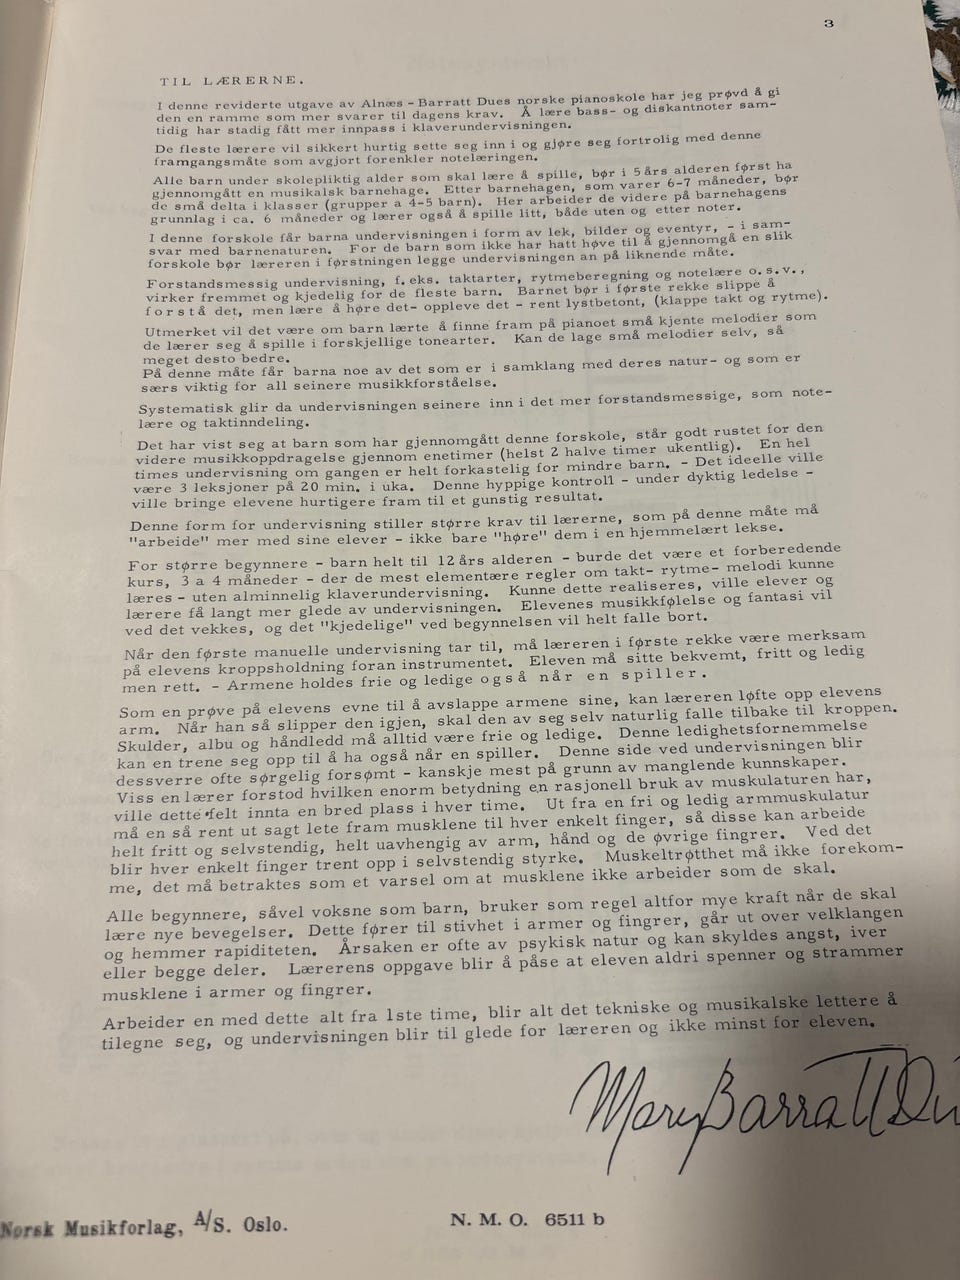 3
TIL LÆRERNE.
I denne reviderte utgave av Alnæs - Barratt Dues norske pianoskole har jeg prøvd å gi
den en ramme som mer svarer til dagens krav. Å lære bass- og diskantnoter sam-
tidig har stadig fått mer innpass i klaverundervisningen.
De fleste lærere vil sikkert hurtig sette seg inn i og gjøre seg fortrolig med denne
framgangsmåte som avgjort forenkler notelæringen.
Alle barn under skolepliktig alder som skal lære å spille, bør i 5 års alderen først ha
gjennomgått en musikalsk barnehage. Etter barnehagen, som varer 6-7 måneder, bør
de små delta i klasser (grupper a 4-5 barn). Her arbeider de videre på barnehagens
grunnlag i ca. 6 måneder og lærer også å spille litt, både uten og etter noter.
I denne forskole får barna undervisningen i form av lek, bilder og eventyr, - i sam-
svar med barnenaturen. For de barn som ikke har hatt høve til å gjennomgå en slik
forskole bør læreren i førstningen legge undervisningen an på liknende måte.
Forstandsmessig undervisning, f. eks. taktarter, rytmeberegning og notelære o. s. v. ,
virker fremmet og kjedelig for de fleste barn. Barnet bør i første rekke slippe å
forstå det, men lære å høre det- oppleve det - rent lystbetont, (klappe takt og rytme).
Utmerket vil det være om barn lærte å finne fram på pianoet små kjente melodier som
de lærer seg å spille i forskjellige tonearter. Kan de lage små melodier selv, så
meget desto bedre.
På denne måte får barna noe av det som er i samklang med deres natur- og som er
særs viktig for all seinere musikkforståelse.
Systematisk glir da undervisningen seinere inn i det mer forstandsmessige, som note-
lære og taktinndeling.
Det har vist seg at barn som har gjennomgått denne forskole, står godt rustet for den
videre musikkoppdragelse gjennom enetimer (helst 2 halve timer ukentlig). En hel
times undervisning om gangen er helt forkastelig for mindre barn. - Det ideelle ville
være 3 leksjoner på 20 min. i uka. Denne hyppige kontroll - under dyktig ledelse -
ville bringe elevene hurtigere fram til et gunstig resultat.
Denne form for undervisning stiller større krav til lærerne, som på denne måte må
"arbeide" mer med sine elever - ikke bare "høre" dem i en hjemmelært lekse.
For større begynnere - barn helt til 12 års alderen - burde det være et forberedende
kurs, 3 a 4 måneder - der de mest elementære regler om takt- rytme- melodi kunne
læres - uten alminnelig klaverundervisning. Kunne dette realiseres, ville elever og
lærere få langt mer glede av undervisningen. Elevenes musikkfølelse og fantasi vil
ved det vekkes, og det "kjedelige" ved begynnelsen vil helt falle bort.
Når den første manuelle undervisning tar til, må læreren i første rekke være merksam
på elevens kroppsholdning foran instrumentet. Eleven må sitte bekvemt, fritt og ledig
men rett. - Armene holdes frie og ledige også når en spiller.
Som en prøve på elevens evne til å avslappe armene sine, kan læreren løfte opp elevens
arm. Når han så slipper den igjen, skal den av seg selv naturlig falle tilbake til kroppen.
Skulder, albu og håndledd må alltid være frie og ledige. Denne ledighetsfornemmelse
kan en trene seg opp til å ha også når en spiller. Denne side ved undervisningen blir
dessverre ofte sørgelig forsømt - kanskje mest på grunn av manglende kunnskaper.
Viss en lærer forstod hvilken enorm betydning en rasjonell bruk av muskulaturen har,
ville dette felt innta en bred plass i hver time. Ut fra en fri og ledig armmuskulatur
må en så rent ut sagt lete fram musklene til hver enkelt finger, så disse kan arbeide
helt fritt og selvstendig, helt uavhengig av arm, hånd og de øvrige fingrer. Ved det
blir hver enkelt finger trent opp i selvstendig styrke. Muskeltrøtthet må ikke forekom-
me, det må betraktes som et varsel om at musklene ikke arbeider som de skal.
Alle begynnere, såvel voksne som barn, bruker som regel altfor mye kraft når de skal
lære nye bevegelser. Dette fører til stivhet i armer og fingrer, går ut over velklangen
og hemmer rapiditeten. Årsaken er ofte av psykisk natur og kan skyldes angst, iver
eller begge deler. Lærerens oppgave blir å påse at eleven aldri spenner og strammer
musklene i armer og fingrer.
Arbeider en med dette alt fra 1ste time, blir alt det tekniske og musikalske lettere å
tilegne seg, og undervisningen blir til glede for læreren og ikke minst for eleven.
Mary Barratt Du
Norsk Musikforlag, A/S. Oslo.
N. M. O. 6511 b